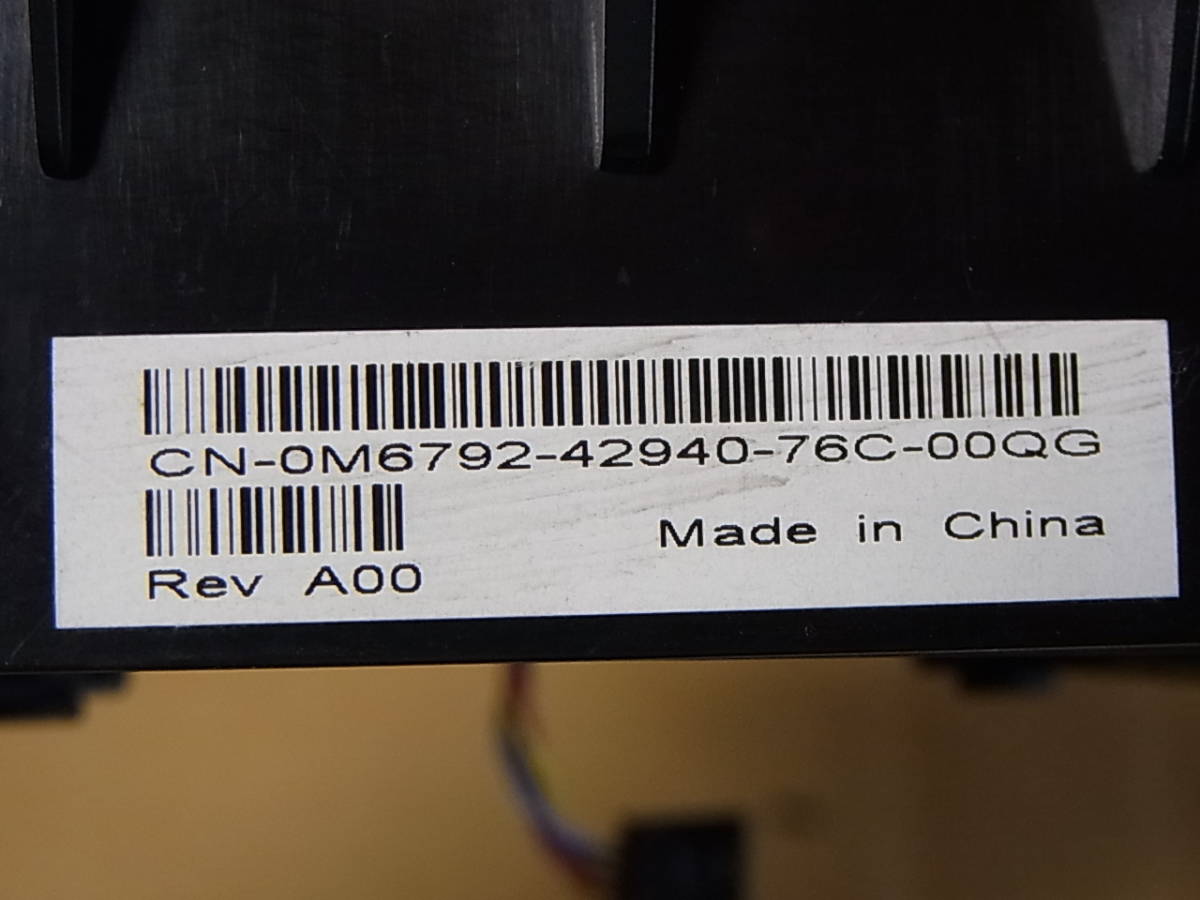 CN-0M6792-42940-76C-00QG
Rev A00
Made in China